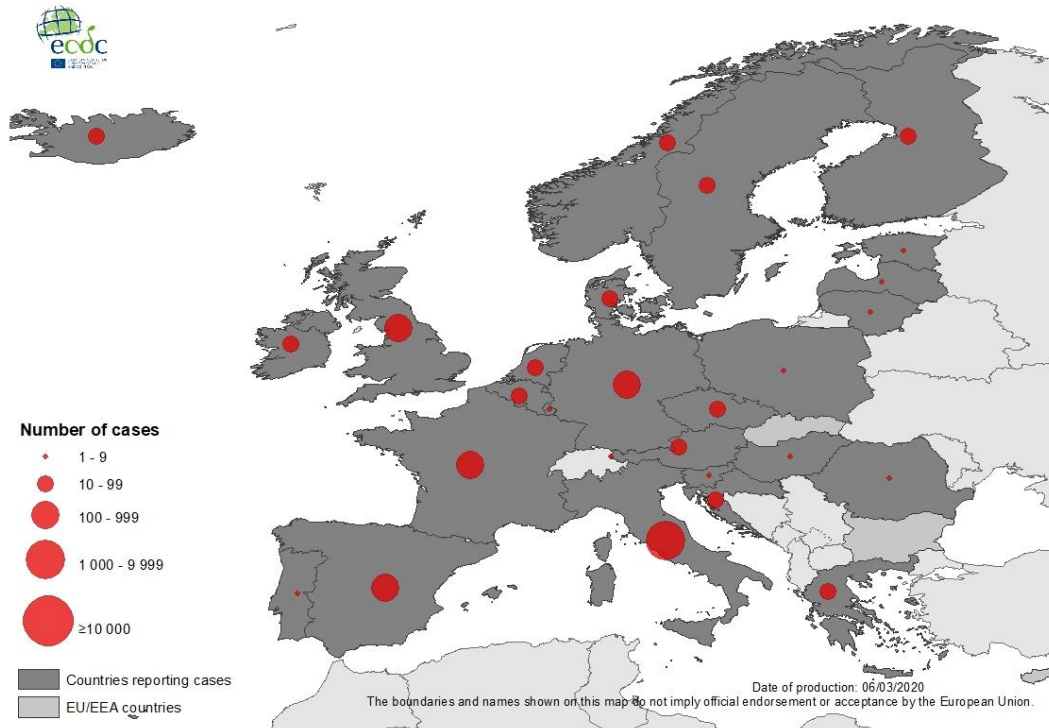 ecdc
Number of cases
1 - 9
10 - 99
100 - 999
1 000 - 9 999
≥10 000
Countries reporting cases
EU/EEA countries
Date of production: 06/03/2020
The boundaries and names shown on this map do not imply official endorsement or acceptance by the European Union.